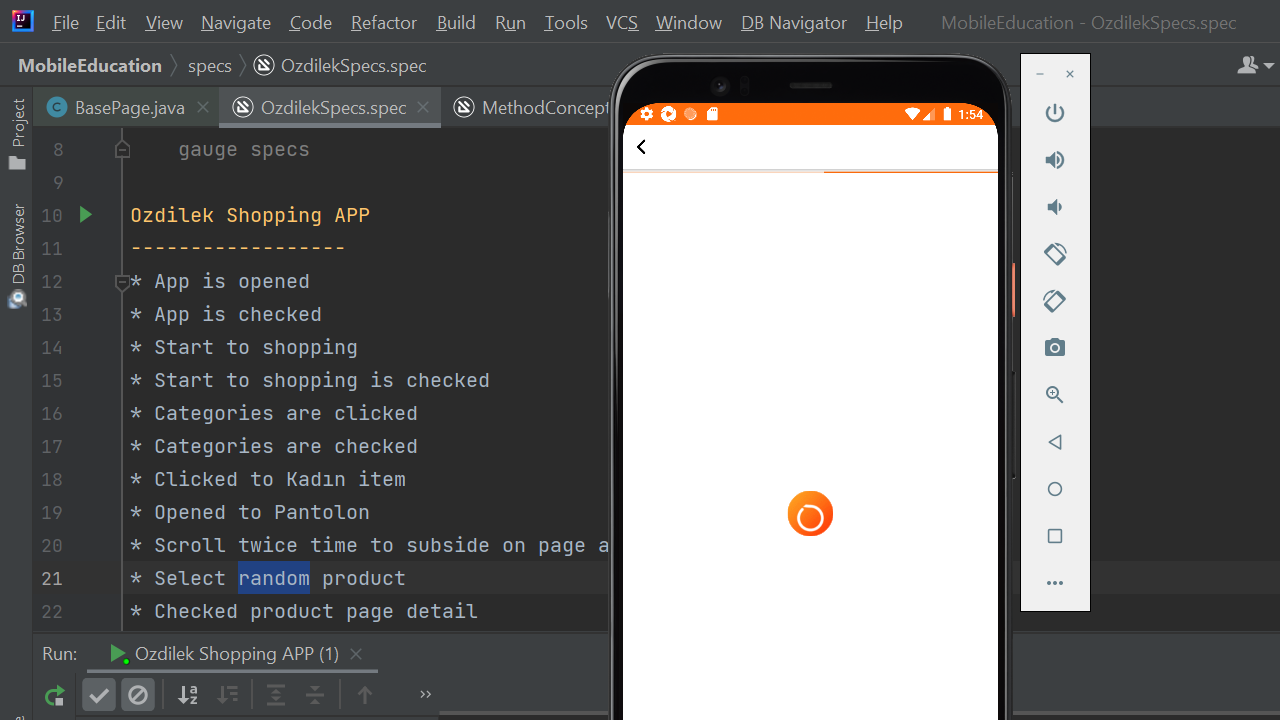 File Edit View Navigate Code Refactor Build Run Tools VCS Window DB Navigator Help MobileEducation - OzdilekSpecs.spec
MobileEducation OzdilekSpecs specs OzdilekSpecs.spec
BasePage.java OzdilekSpecs.spec MethodConcept
Project
DB Browser
1:54
8 gauge specs
9
10 Ozdilek Shopping APP
11 ------------------
12 * App is opened
13 * App is checked
14 * Start to shopping
15 * Start to shopping is checked
16 * Categories are clicked
17 * Categories are checked
18 * Clicked to Kadın item
19 * Opened to Pantolon
20 * Scroll twice time to subside on page a
21 * Select random product
22 * Checked product page detail
Run: Ozdilek Shopping APP (1)